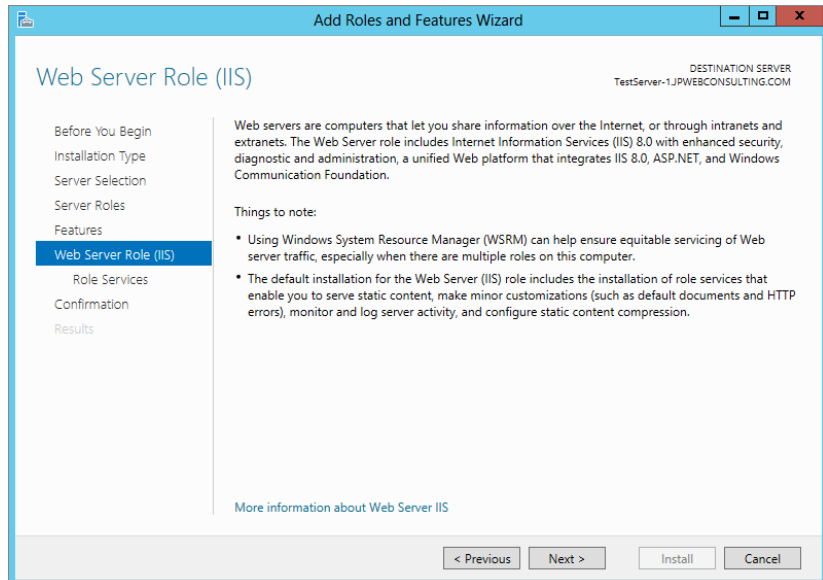 Add Roles and Features Wizard
Web Server Role (IIS)
DESTINATION SERVER
TestServer-1.JPWEBCONSULTING.COM
Before You Begin
Installation Type
Server Selection
Server Roles
Features
Web Server Role (IIS)
Role Services
Confirmation
Results
Web servers are computers that let you share information over the Internet, or through intranets and
extranets. The Web Server role includes Internet Information Services (IIS) 8.0 with enhanced security,
diagnostic and administration, a unified Web platform that integrates IIS 8.0, ASP.NET, and Windows
Communication Foundation.
Things to note:
• Using Windows System Resource Manager (WSRM) can help ensure equitable servicing of Web
server traffic, especially when there are multiple roles on this computer.
• The default installation for the Web Server (IIS) role includes the installation of role services that
enable you to serve static content, make minor customizations (such as default documents and HTTP
errors), monitor and log server activity, and configure static content compression.
More information about Web Server IIS
< Previous
Next >
Install
Cancel